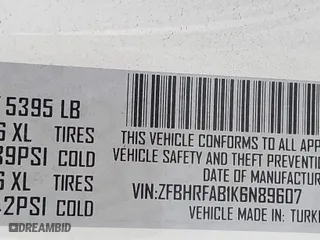 5395 LB
XL TIRES
39PSI COLD
XL TIRES
2PSI COLD
THIS VEHICLE CONFORMS TO ALL APP
VEHICLE SAFETY AND THEFT PREVENTION
DATE OF MANUFACTUR
VIN:ZFBHRFAB1K6N89607
VEHICLE MADE IN: TURK
DREAMBID